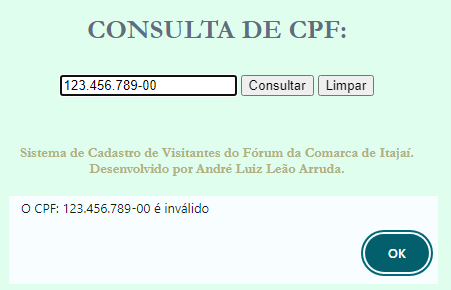 CONSULTA DE CPF:
123.456.789-00 Consultar Limpar
Sistema de Cadastro de Visitantes do Fórum da Comarca de Itajaí.
Desenvolvido por André Luiz Leão Arruda.
O CPF: 123.456.789-00 é inválido
OK